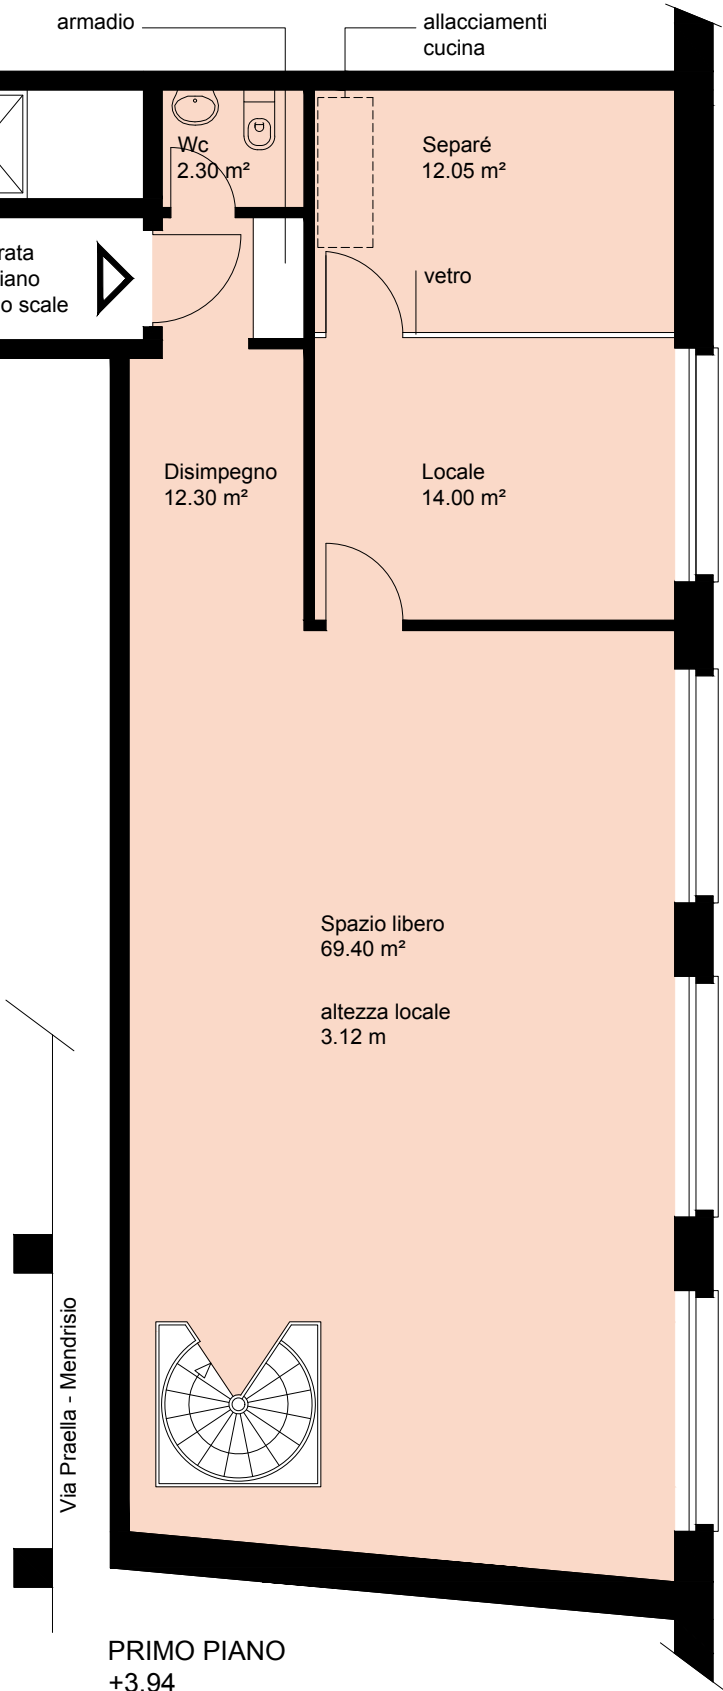 armadio
allacciamenti
cucina
Wc
2.30 m²
Separé
12.05 m²
o scale
vetro
Disimpegno
12.30 m²
Locale
14.00 m²
Spazio libero
69.40 m²
altezza locale
3.12 m
Via Praella - Mendrisio
PRIMO PIANO
+3.94